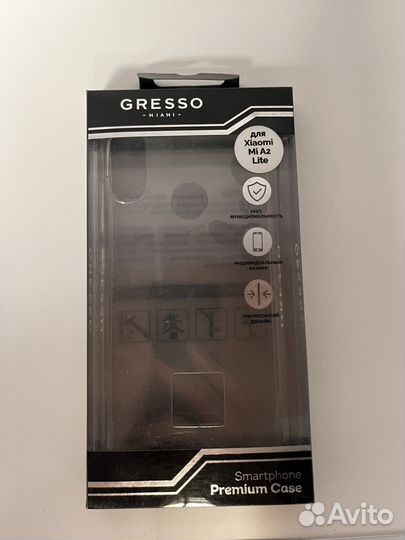 GRESSO
- MIAMI -
для
Xiaomi
Mi A2
Lite
100%
ФУНКЦИОНАЛЬНОСТЬ
ИНДИВИДУАЛЬНЫЙ
РАЗМЕР
УЛЬТРАТОНКИЙ
ДИЗАЙН
Smartphone
Premium Case
Avito